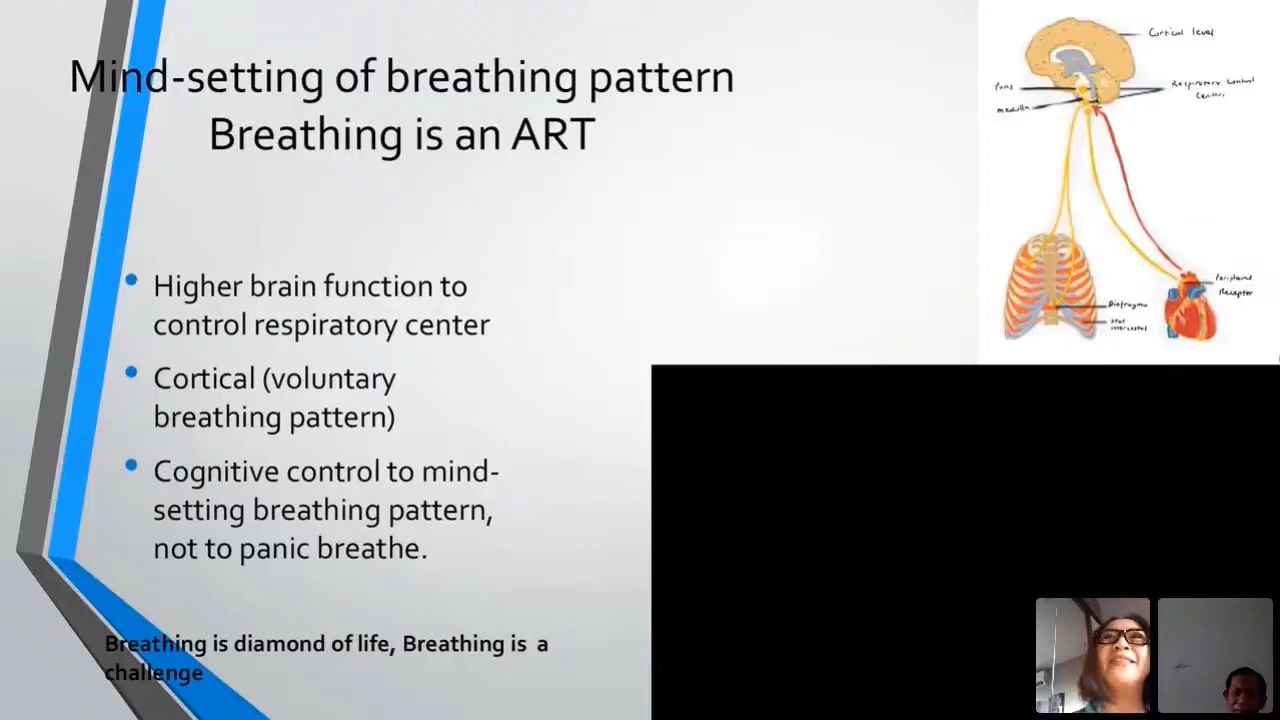 Mind-setting of breathing pattern
Breathing is an ART
Higher brain function to
control respiratory center
Cortical (voluntary
breathing pattern)
Cognitive control to mind-
setting breathing pattern,
not to panic breathe.
Breathing is diamond of life, Breathing is a
challenge
Cortical level
Pons
Respiratory Control
Centers
medulla
Peripheral
Receptor